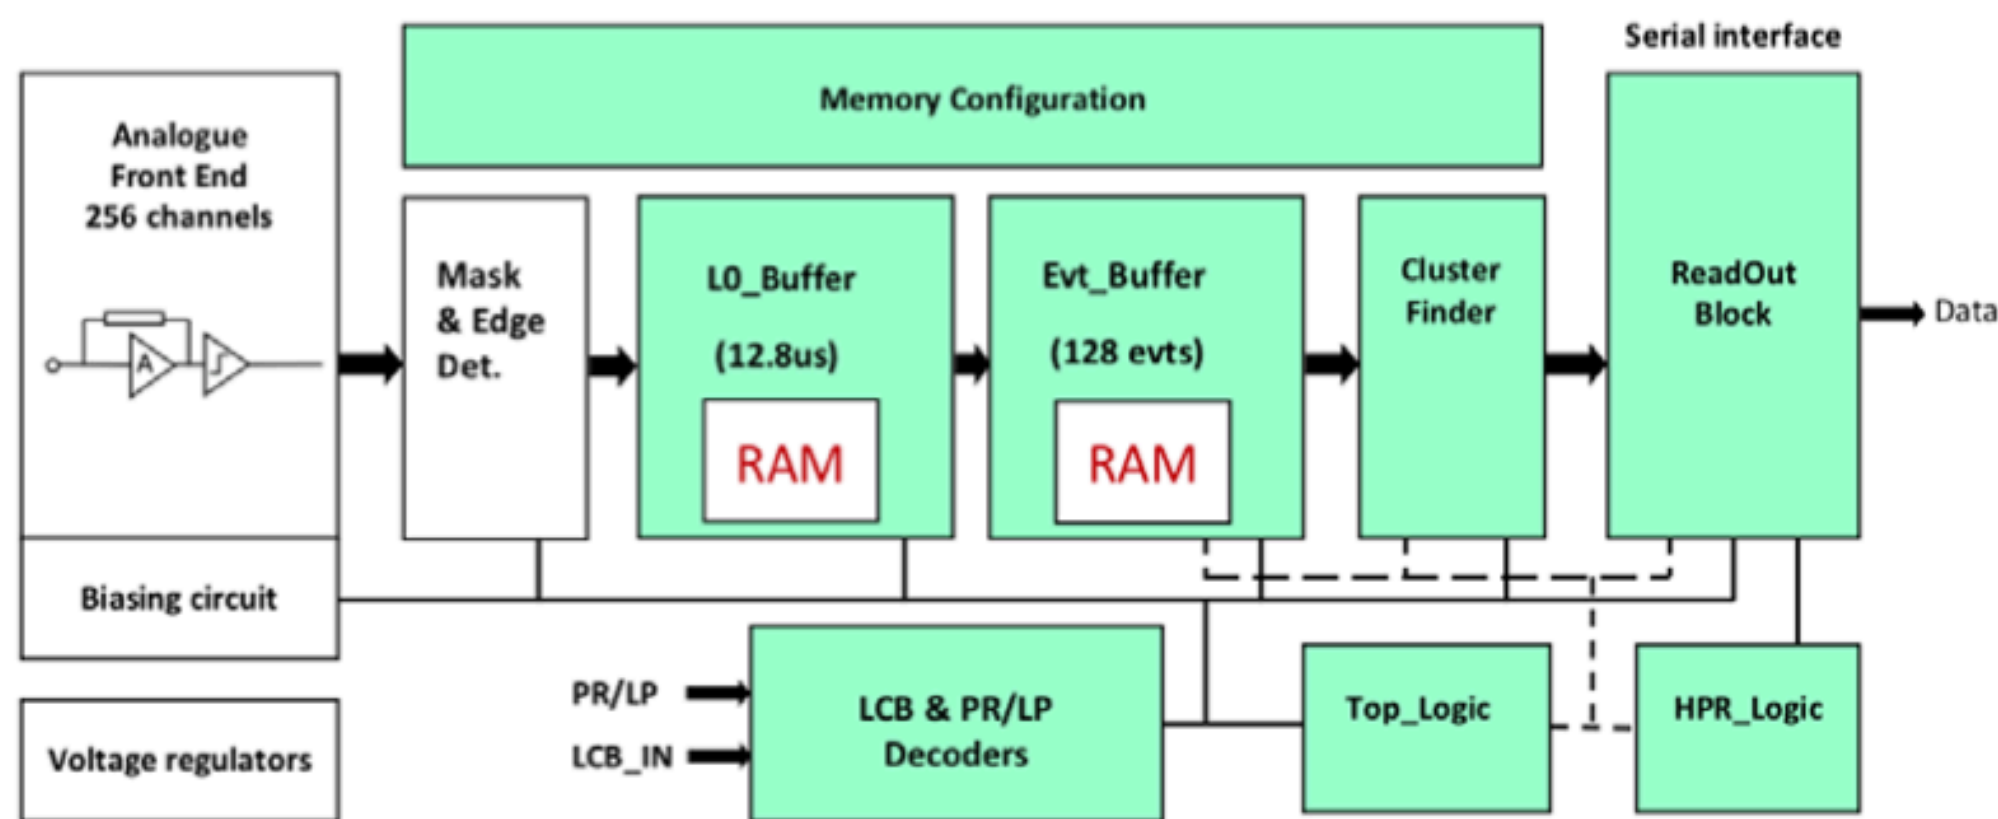 Serial interface
Memory Configuration
Analogue
Front End
256 channels
A
Mask
& Edge
Det.
L0_Buffer
(12.8us)
RAM
Evt_Buffer
(128 evts)
RAM
Cluster
Finder
ReadOut
Block
Data
Biasing circuit
Voltage regulators
PR/LP
LCB_IN
LCB & PR/LP
Decoders
Top_Logic
HPR_Logic